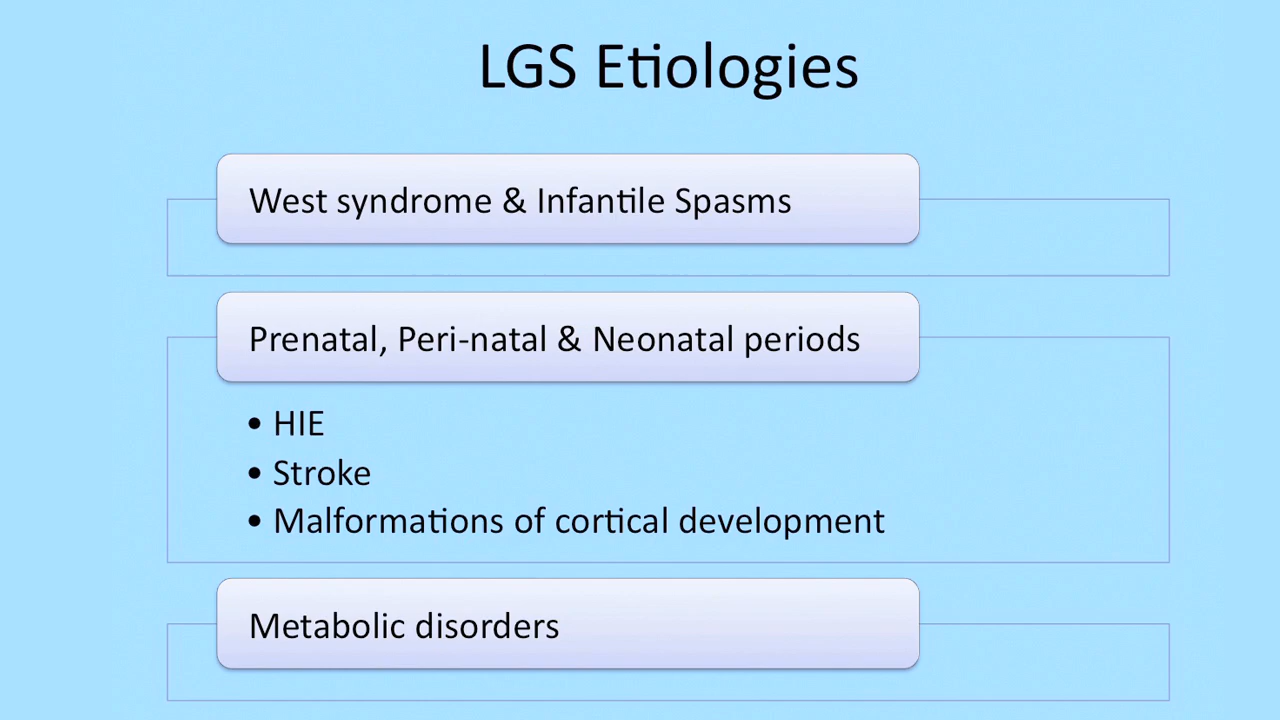 LGS Etiologies
West syndrome & Infantile Spasms
Prenatal, Peri-natal & Neonatal periods
• HIE
• Stroke
• Malformations of cortical development
Metabolic disorders